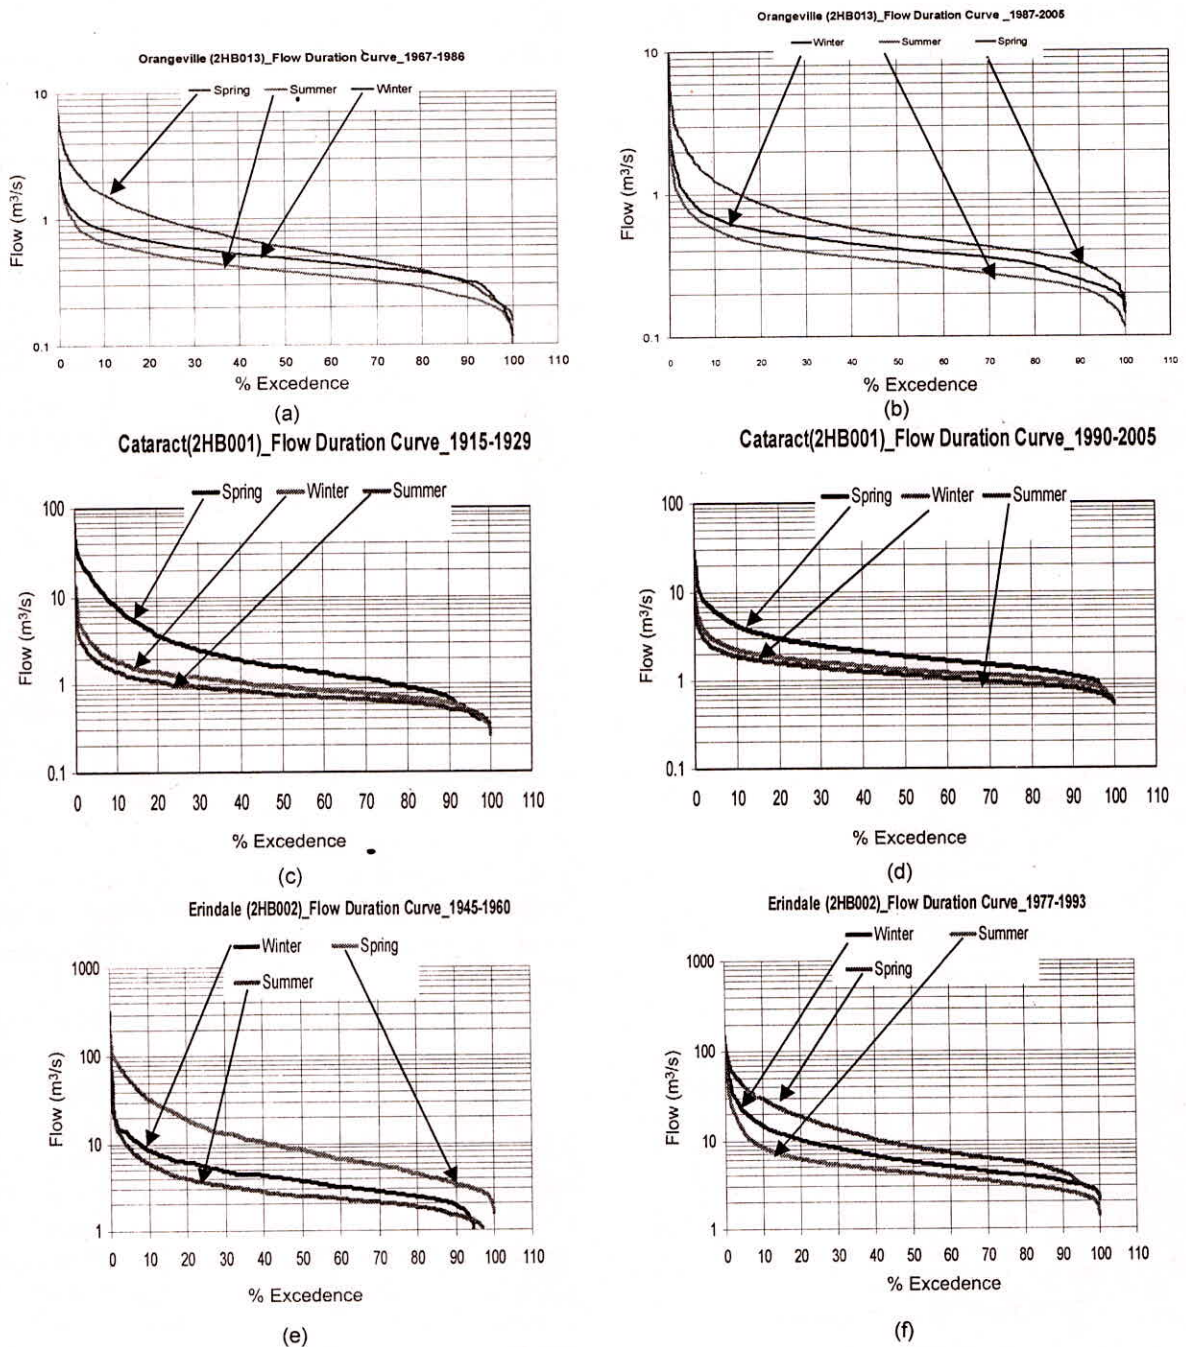 Orangeville (2HB013)_Flow Duration Curve_1967-1986
Spring Summer Winter
10
1
0.1
Flow (m³/s)
0 10 20 30 40 50 60 70 80 90 100 110
% Excedence
(a)
Orangeville (2HB013)_Flow Duration Curve _1987-2005
Winter Summer Spring
10
1
0.1
Flow (m³/s)
0 10 20 30 40 50 60 70 80 90 100 110
% Excedence
(b)
Cataract(2HB001)_Flow Duration Curve_1915-1929
Spring Winter Summer
100
10
1
0.1
Flow (m³/s)
0 10 20 30 40 50 60 70 80 90 100 110
% Excedence
(c)
Cataract(2HB001)_Flow Duration Curve_1990-2005
Spring Winter Summer
100
10
1
0.1
Flow (m³/s)
0 10 20 30 40 50 60 70 80 90 100 110
% Excedence
(d)
Erindale (2HB002)_Flow Duration Curve_1945-1960
Winter Spring
Summer
1000
100
10
1
Flow (m³/s)
0 10 20 30 40 50 60 70 80 90 100 110
% Excedence
(e)
Erindale (2HB002)_Flow Duration Curve_1977-1993
Winter Summer
Spring
1000
100
10
1
Flow (m³/s)
0 10 20 30 40 50 60 70 80 90 100 110
% Excedence
(f)